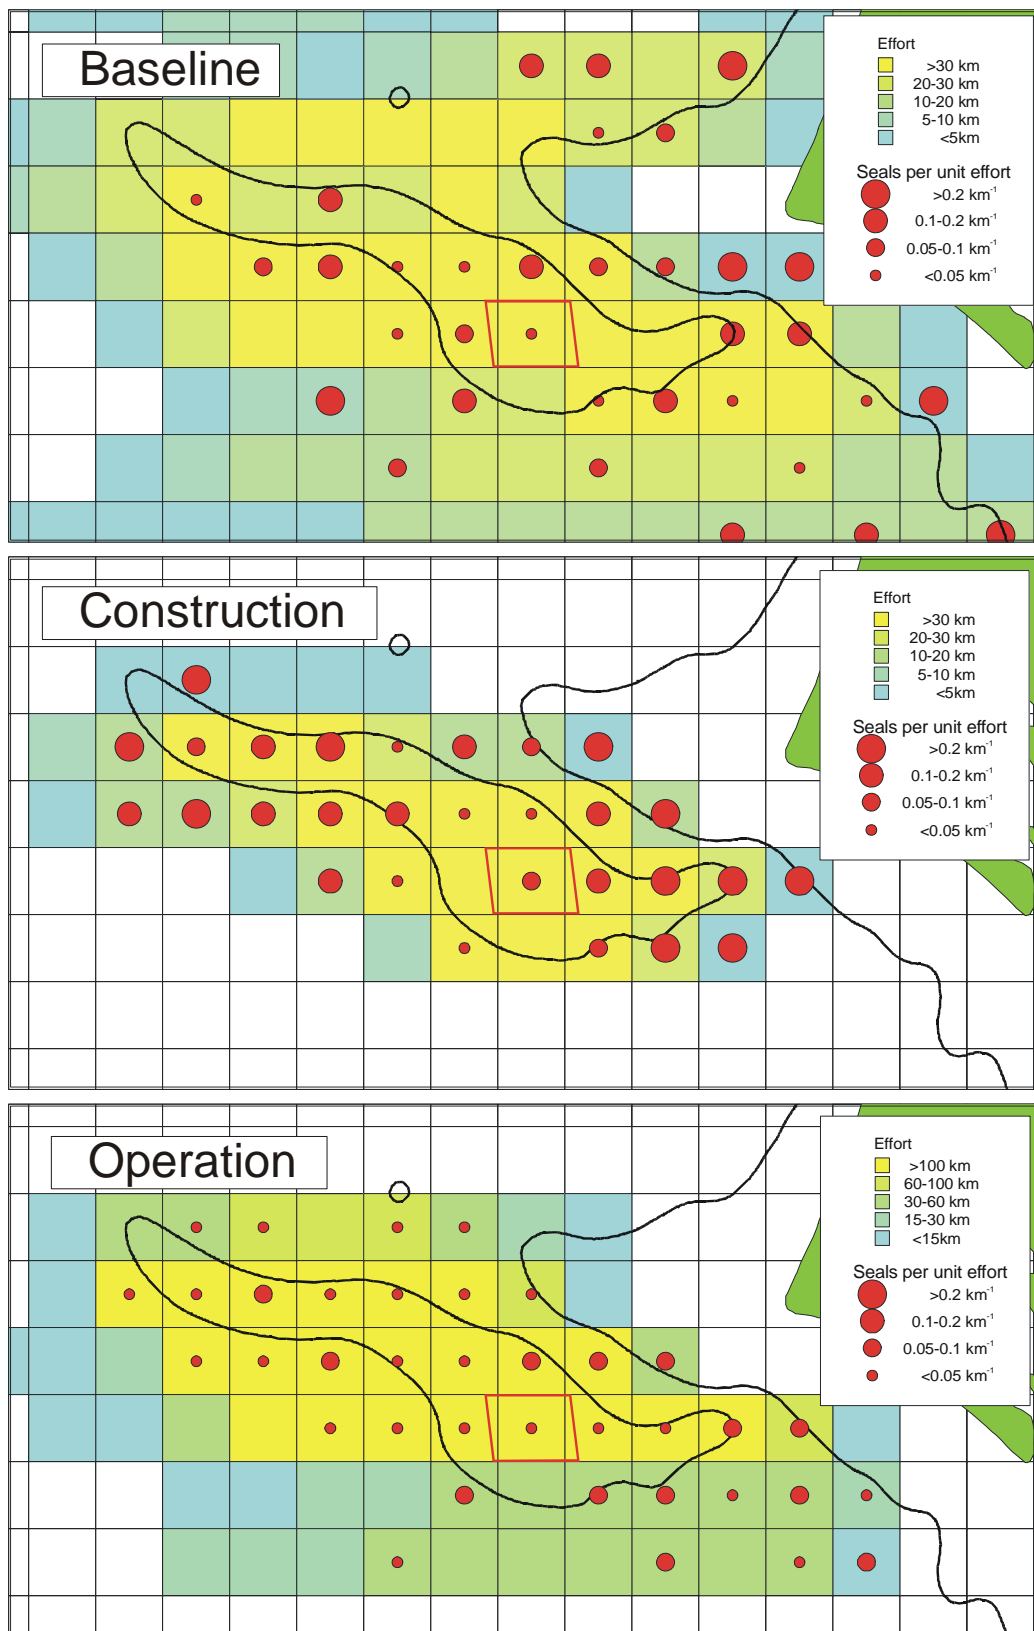 Baseline
Effort
>30 km
20-30 km
10-20 km
5-10 km
<5km
Seals per unit effort
>0.2 km⁻¹
0.1-0.2 km⁻¹
0.05-0.1 km⁻¹
<0.05 km⁻¹
Construction
Effort
>30 km
20-30 km
10-20 km
5-10 km
<5km
Seals per unit effort
>0.2 km⁻¹
0.1-0.2 km⁻¹
0.05-0.1 km⁻¹
<0.05 km⁻¹
Operation
Effort
>100 km
60-100 km
30-60 km
15-30 km
<15km
Seals per unit effort
>0.2 km⁻¹
0.1-0.2 km⁻¹
0.05-0.1 km⁻¹
<0.05 km⁻¹